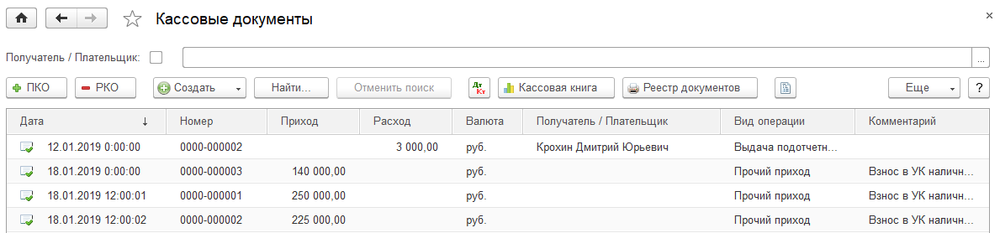 Кассовые документы
Получатель / Плательщик:
...
ПКО РКО Создать Найти... Отменить поиск Дт Кт Кассовая книга Реестр документов Еще ?
Дата Номер Приход Расход Валюта Получатель / Плательщик Вид операции Комментарий
12.01.2019 0:00:00 0000-000002 3 000,00 руб. Крохин Дмитрий Юрьевич Выдача подотчетн...
18.01.2019 0:00:00 0000-000003 140 000,00 руб. Прочий приход Взнос в УК наличн...
18.01.2019 12:00:01 0000-000001 250 000,00 руб. Прочий приход Взнос в УК наличн...
18.01.2019 12:00:02 0000-000002 225 000,00 руб. Прочий приход Взнос в УК наличн...